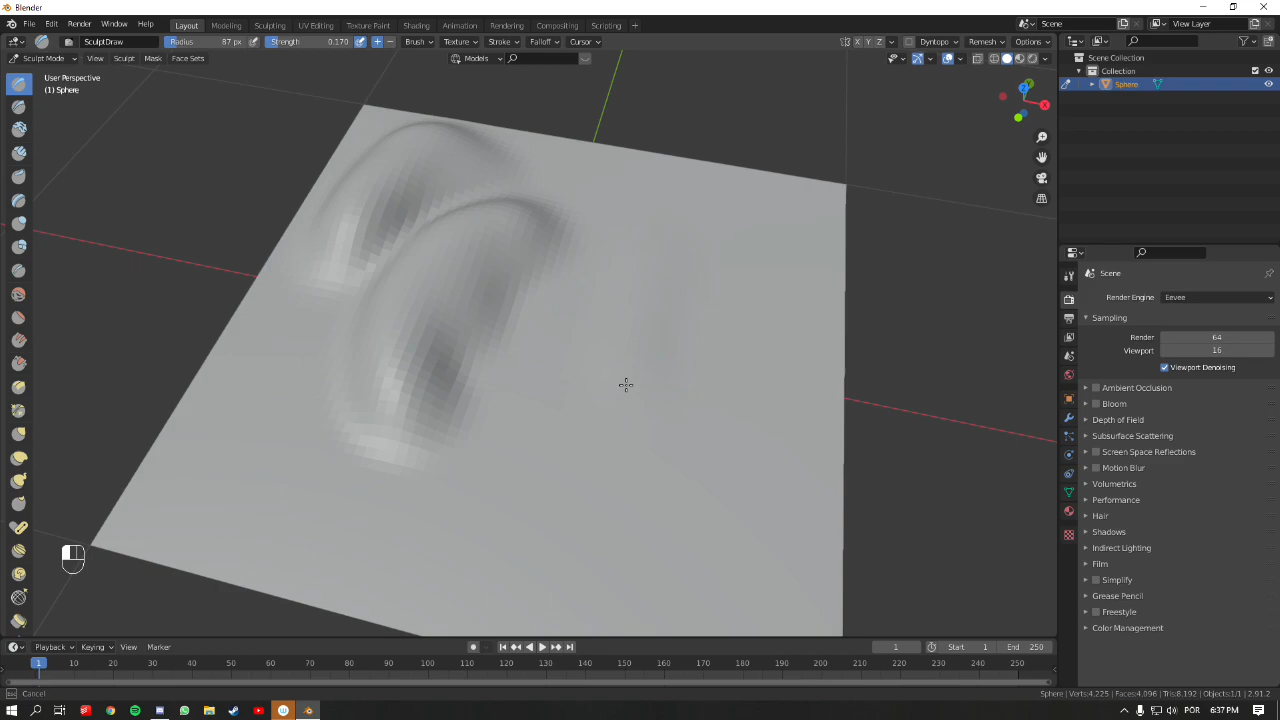 Blender
File Edit Render Window Help Layout Modeling Sculpting UV Editing Texture Paint Shading Animation Rendering Compositing Scripting + Scene View Layer
SculptDraw Radius 87 px Strength 0.170 Brush Texture Stroke Falloff Cursor X Y Z Dyntopo Remesh Options
Sculpt Mode View Sculpt Mask Face Sets Models
User Perspective
(1) Sphere
Scene Collection
Collection
Sphere
Z X
Scene
Render Engine Eevee
Sampling
Render 64
Viewport 16
Viewport Denoising
Ambient Occlusion
Bloom
Depth of Field
Subsurface Scattering
Screen Space Reflections
Motion Blur
Volumetrics
Performance
Hair
Shadows
Indirect Lighting
Film
Simplify
Grease Pencil
Freestyle
Color Management
Playback Keying View Marker 1 Start 1 End 250
1 10 20 30 40 50 60 70 80 90 100 110 120 130 140 150 160 170 180 190 200 210 220 230 240 250
Cancel Sphere | Verts:4,225 | Faces:4,096 | Tris:8,192 | Objects:1/1 | 2.91.2
POR 6:37 PM